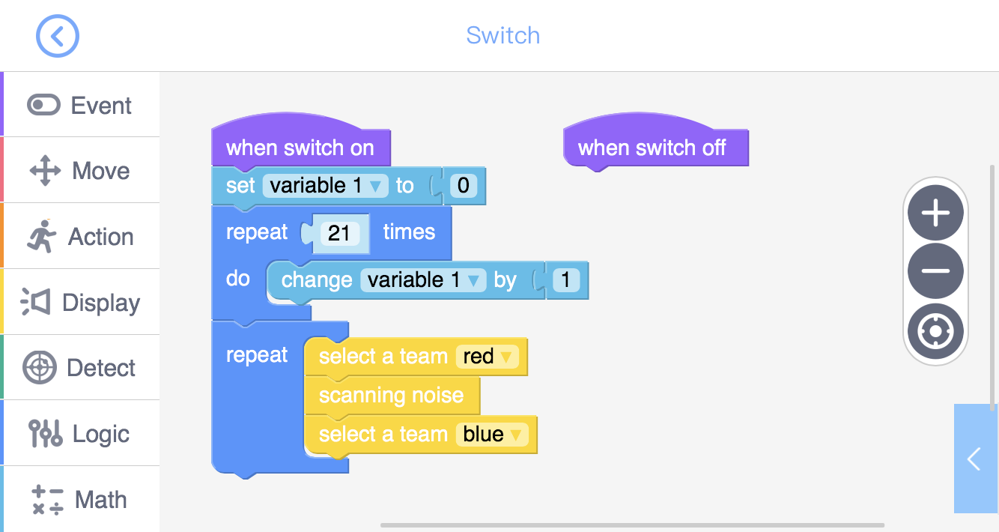 Switch
Event
Move
Action
Display
Detect
Logic
Math
when switch on
set variable 1 to 0
repeat 21 times
do change variable 1 by 1
repeat select a team red
scanning noise
select a team blue
when switch off